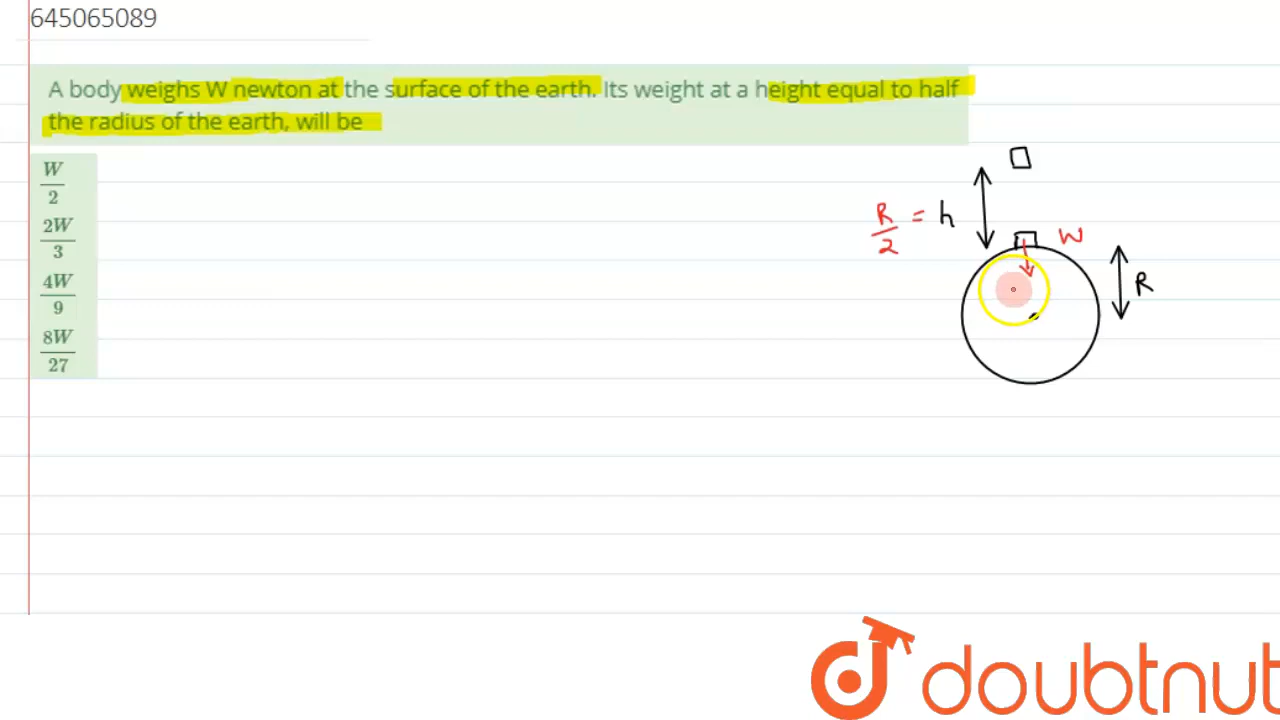 645065089
A body weighs W newton at the surface of the earth. Its weight at a height equal to half
the radius of the earth, will be
W
2
2W
3
4W
9
8W
27
R/2 = h
W
R
doubtnut